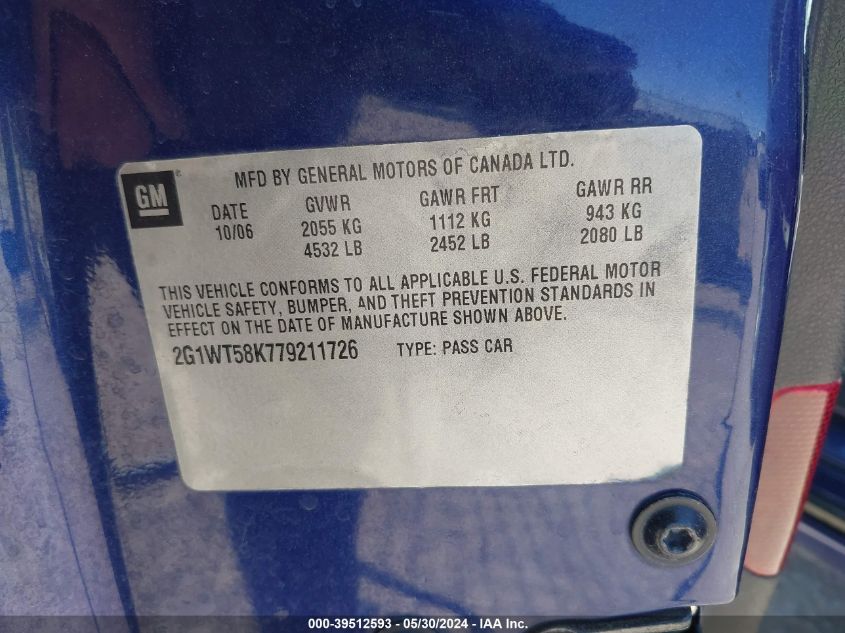 MFD BY GENERAL MOTORS OF CANADA LTD.
GM
DATE GVWR GAWR FRT GAWR RR
10/06 2055 KG 1112 KG 943 KG
4532 LB 2452 LB 2080 LB
THIS VEHICLE CONFORMS TO ALL APPLICABLE U.S. FEDERAL MOTOR
VEHICLE SAFETY, BUMPER, AND THEFT PREVENTION STANDARDS IN
EFFECT ON THE DATE OF MANUFACTURE SHOWN ABOVE.
2G1WT58K779211726 TYPE: PASS CAR
000-39512593 - 05/30/2024 - IAA Inc.